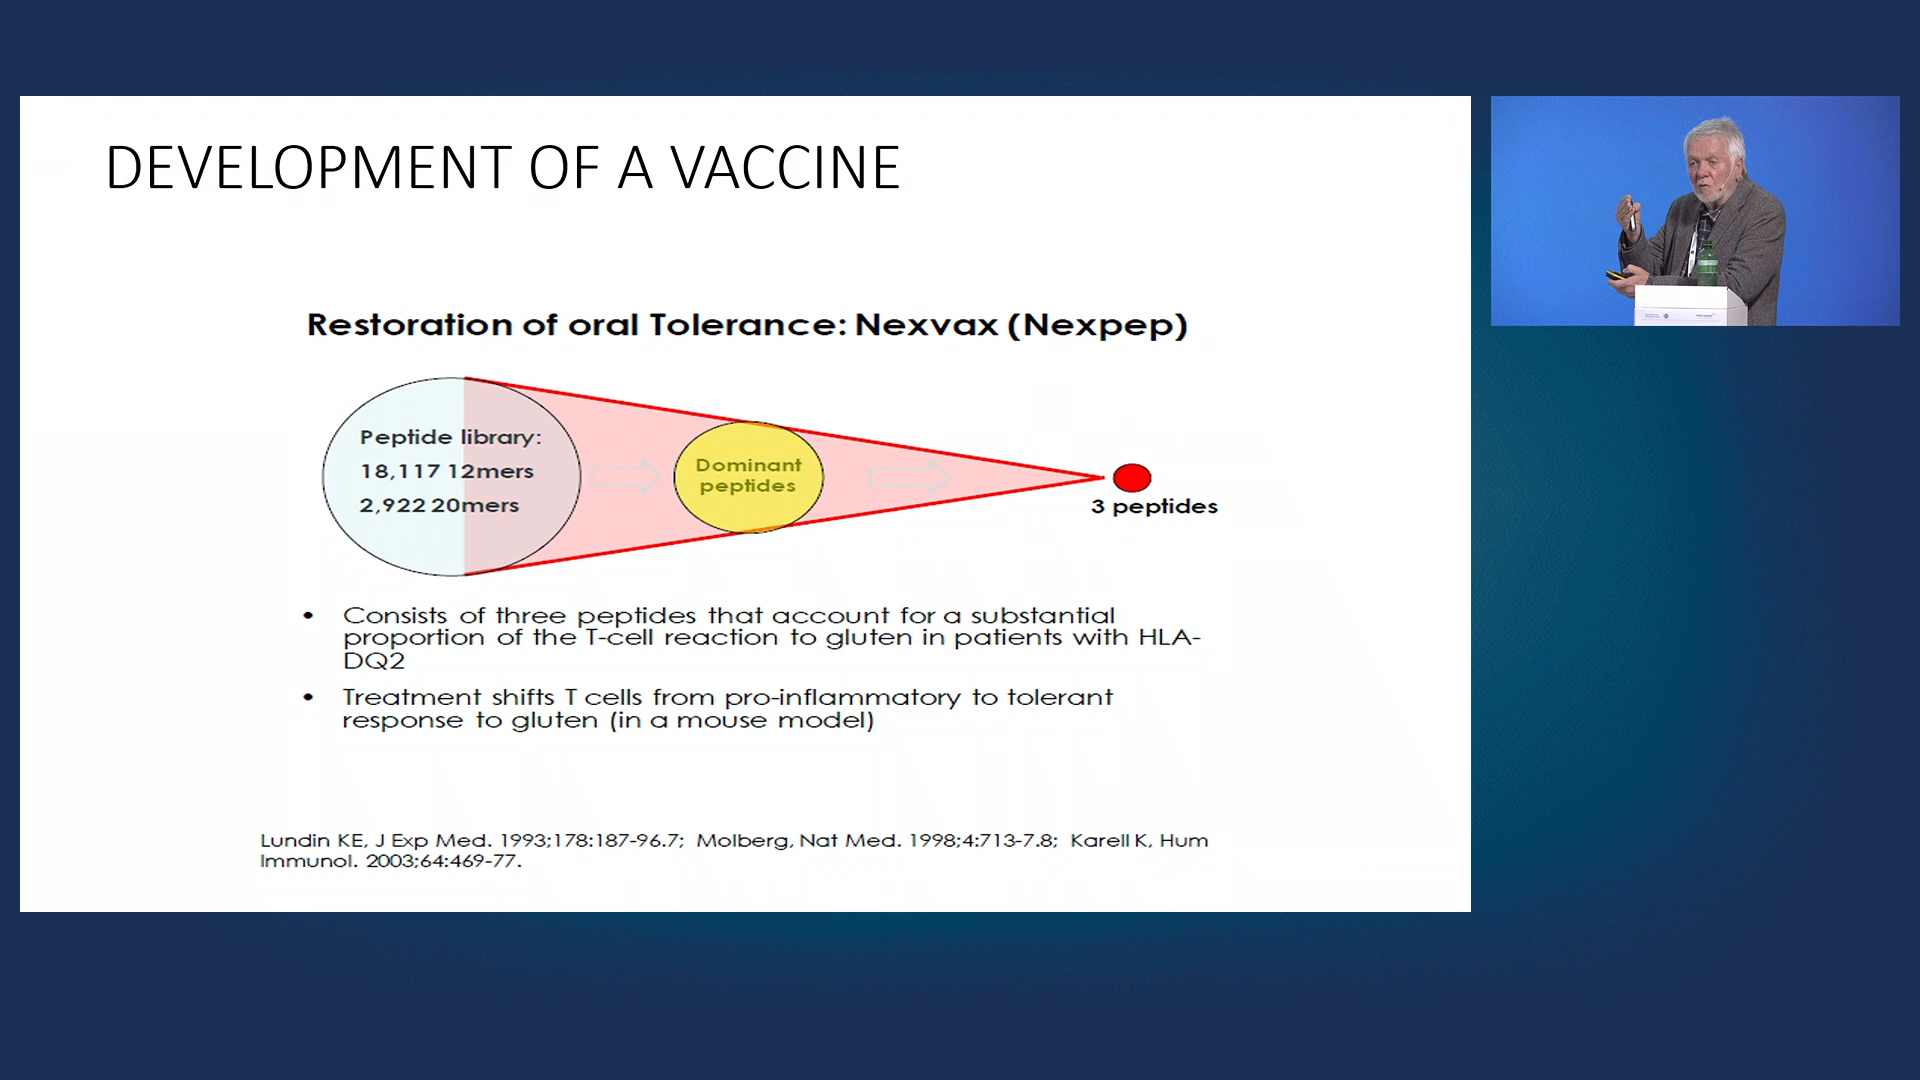 DEVELOPMENT OF A VACCINE
Restoration of oral Tolerance: Nexvax (Nexpep)
Peptide library:
18,117 12mers
2,922 20mers
Dominant
peptides
3 peptides
• Consists of three peptides that account for a substantial
proportion of the T-cell reaction to gluten in patients with HLA-
DQ2
• Treatment shifts T cells from pro-inflammatory to tolerant
response to gluten (in a mouse model)
Lundin KE, J Exp Med. 1993;178:187-96.7; Molberg, Nat Med. 1998;4:713-7.8; Karell K, Hum
Immunol. 2003;64:469-77.